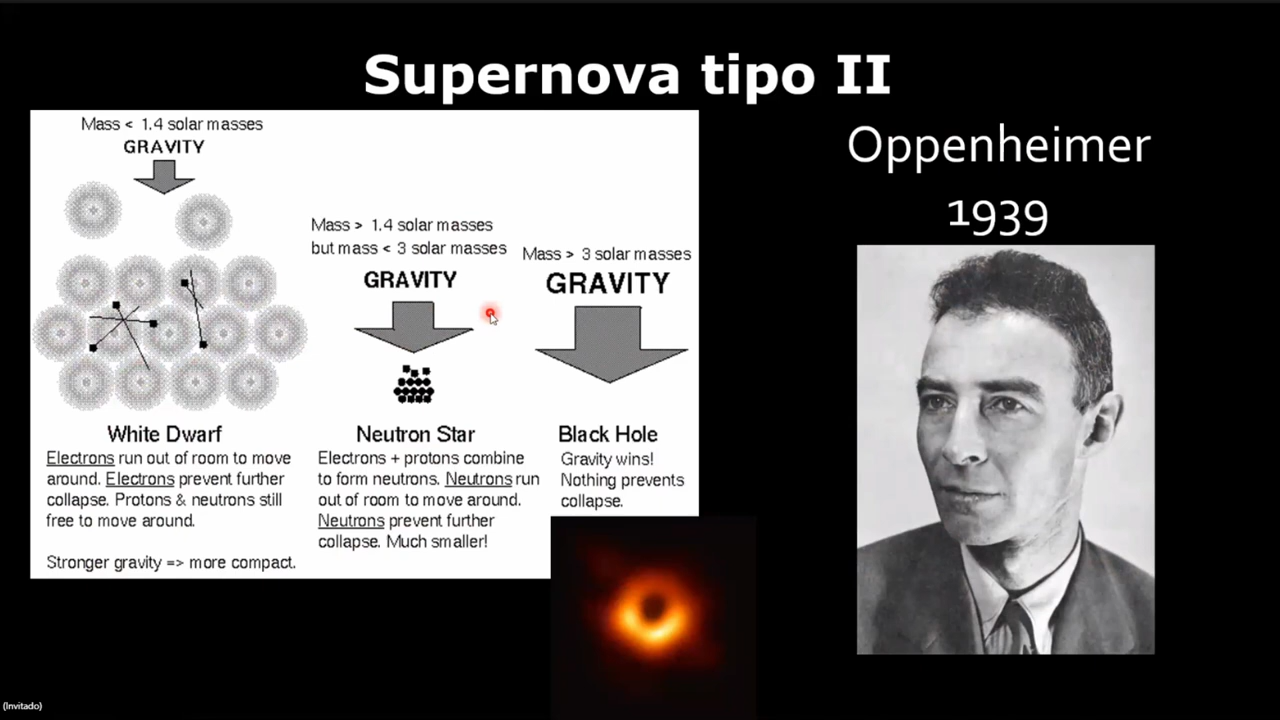 Supernova tipo II
Mass < 1.4 solar masses
GRAVITY
White Dwarf
Electrons run out of room to move
around. Electrons prevent further
collapse. Protons & neutrons still
free to move around.
Stronger gravity => more compact.
Mass > 1.4 solar masses
but mass < 3 solar masses
GRAVITY
Neutron Star
Electrons + protons combine
to form neutrons. Neutrons run
out of room to move around.
Neutrons prevent further
collapse. Much smaller!
Mass > 3 solar masses
GRAVITY
Black Hole
Gravity wins!
Nothing prevents
collapse.
Oppenheimer
1939
(Invitado)